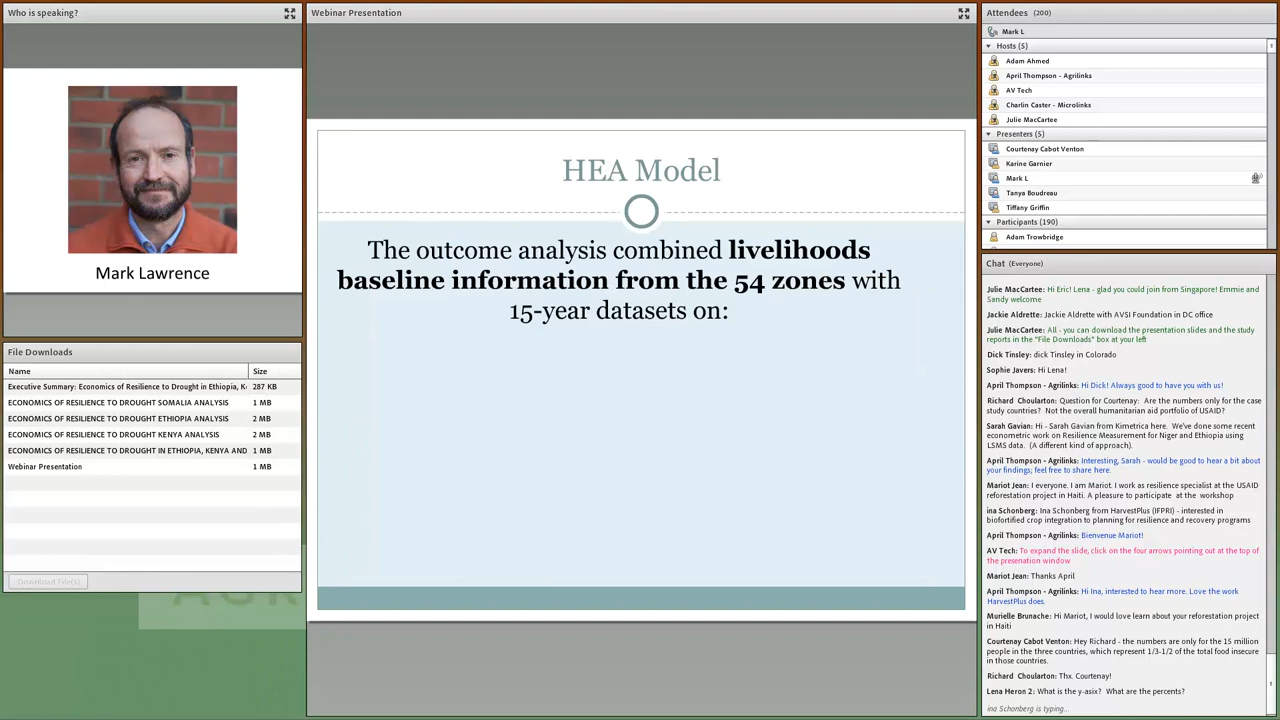 Who is speaking?
Mark Lawrence
File Downloads
Name
Size
Executive Summary: Economics of Resilience to Drought in Ethiopia, K
287 KB
ECONOMICS OF RESILIENCE TO DROUGHT SOMALIA ANALYSIS
1 MB
ECONOMICS OF RESILIENCE TO DROUGHT ETHIOPIA ANALYSIS
2 MB
ECONOMICS OF RESILIENCE TO DROUGHT KENYA ANALYSIS
2 MB
ECONOMICS OF RESILIENCE TO DROUGHT IN ETHIOPIA, KENYA AND
1 MB
Webinar Presentation
1 MB
Download File(s)
Webinar Presentation
HEA Model
The outcome analysis combined livelihoods
baseline information from the 54 zones with
15-year datasets on:
Attendees (200)
Mark L
Hosts (5)
Adam Ahmed
April Thompson - Agrilinks
AV Tech
Charlin Caster - Microlinks
Julie MacCartee
Presenters (5)
Courtenay Cabot Venton
Karine Garnier
Mark L
Tanya Boudreau
Tiffany Griffin
Participants (190)
Adam Trowbridge
Chat (Everyone)
Julie MacCartee: Hi Eric! Lena - glad you could join from Singapore! Emmie and
Sandy welcome
Jackie Aldrette: Jackie Aldrette with AVSI Foundation in DC office
Julie MacCartee: All - you can download the presentation slides and the study
reports in the "File Downloads" box at your left
Dick Tinsley: dick Tinsley in Colorado
Sophie Javers: Hi Lena!
April Thompson - Agrilinks: Hi Dick! Always good to have you with us!
Richard Choularton: Question for Courtenay: Are the numbers only for the case
study countries? Not the overall humanitarian aid portfolio of USAID?
Sarah Gavian: Hi - Sarah Gavian from Kimetrica here. We've done some recent
econometric work on Resilience Measurement for Niger and Ethiopia using
LSMS data. (A different kind of approach).
April Thompson - Agrilinks: Interesting, Sarah - would be good to hear a bit about
your findings; feel free to share here.
Mariot Jean: I everyone. I am Mariot. I work as resilience specialist at the USAID
reforestation project in Haiti. A pleasure to participate at the workshop
ina Schonberg: Ina Schonberg from HarvestPlus (IFPRI) - interested in
biofortified crop integration to planning for resilience and recovery programs
April Thompson - Agrilinks: Bienvenue Mariot!
AV Tech: To expand the slide, click on the four arrows pointing out at the top of
the presenation window
Mariot Jean: Thanks April
April Thompson - Agrilinks: Hi Ina, interested to hear more. Love the work
HarvestPlus does.
Murielle Brunache: Hi Mariot, I would love learn about your reforestation project
in Haiti
Courtenay Cabot Venton: Hey Richard - the numbers are only for the 15 million
people in the three countries, which represent 1/3-1/2 of the total food insecure
in those countries.
Richard Choularton: Thx. Courtenay!
Lena Heron 2: What is the y-asix? What are the percents?
ina Schonberg is typing...